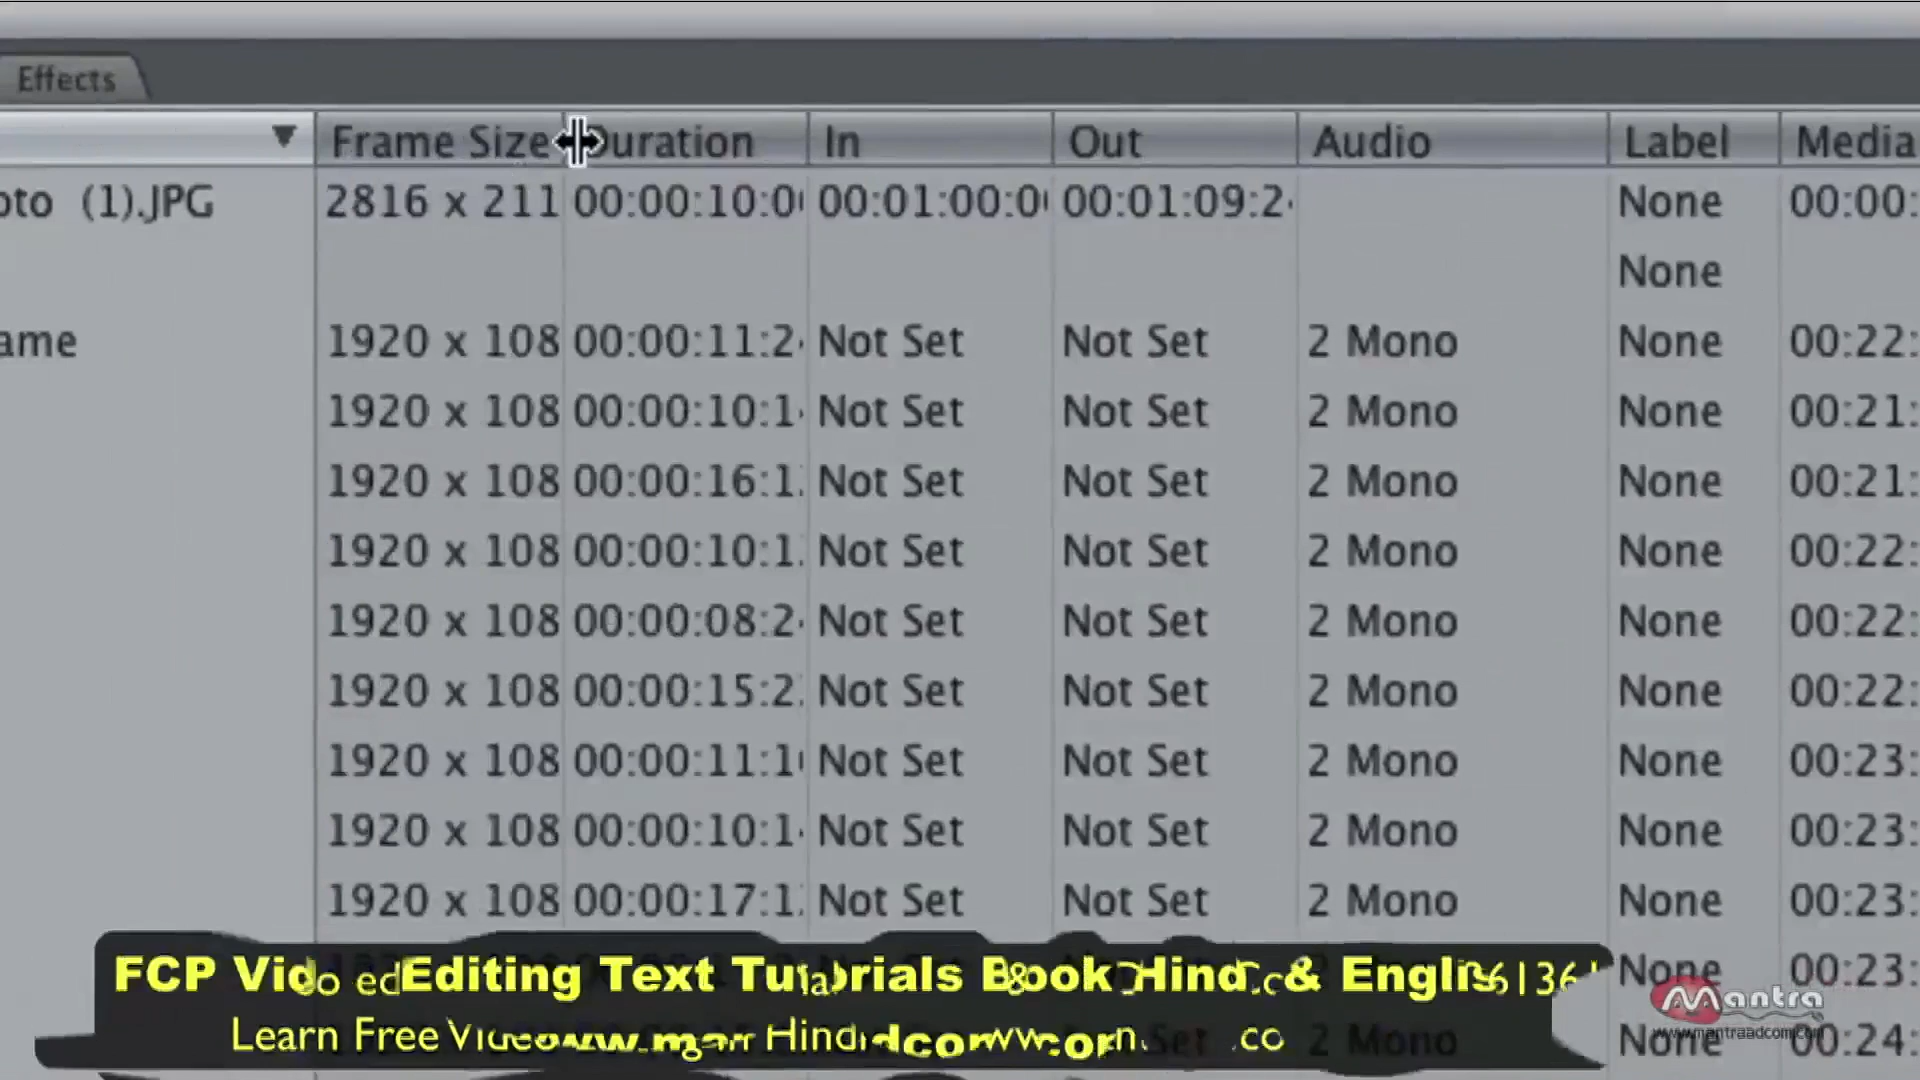 Effects
Frame Size Duration In Out Audio Label Media
oto (1).JPG 2816 x 211 00:00:10:0 00:01:00:0 00:01:09:2 None 00:00:
None
ame 1920 x 108 00:00:11:2 Not Set Not Set 2 Mono None 00:22:
1920 x 108 00:00:10:1 Not Set Not Set 2 Mono None 00:21:
1920 x 108 00:00:16:1 Not Set Not Set 2 Mono None 00:21:
1920 x 108 00:00:10:1 Not Set Not Set 2 Mono None 00:22:
1920 x 108 00:00:08:2 Not Set Not Set 2 Mono None 00:22:
1920 x 108 00:00:15:2 Not Set Not Set 2 Mono None 00:22:
1920 x 108 00:00:11:1 Not Set Not Set 2 Mono None 00:23:
1920 x 108 00:00:10:1 Not Set Not Set 2 Mono None 00:23:
1920 x 108 00:00:17:1 Not Set Not Set 2 Mono None 00:23:
None 00:23:
FCP Editing Text Book & 
Learn Free
Set 2 Mono 00:24:
Mantra
www.mantraadcom.com